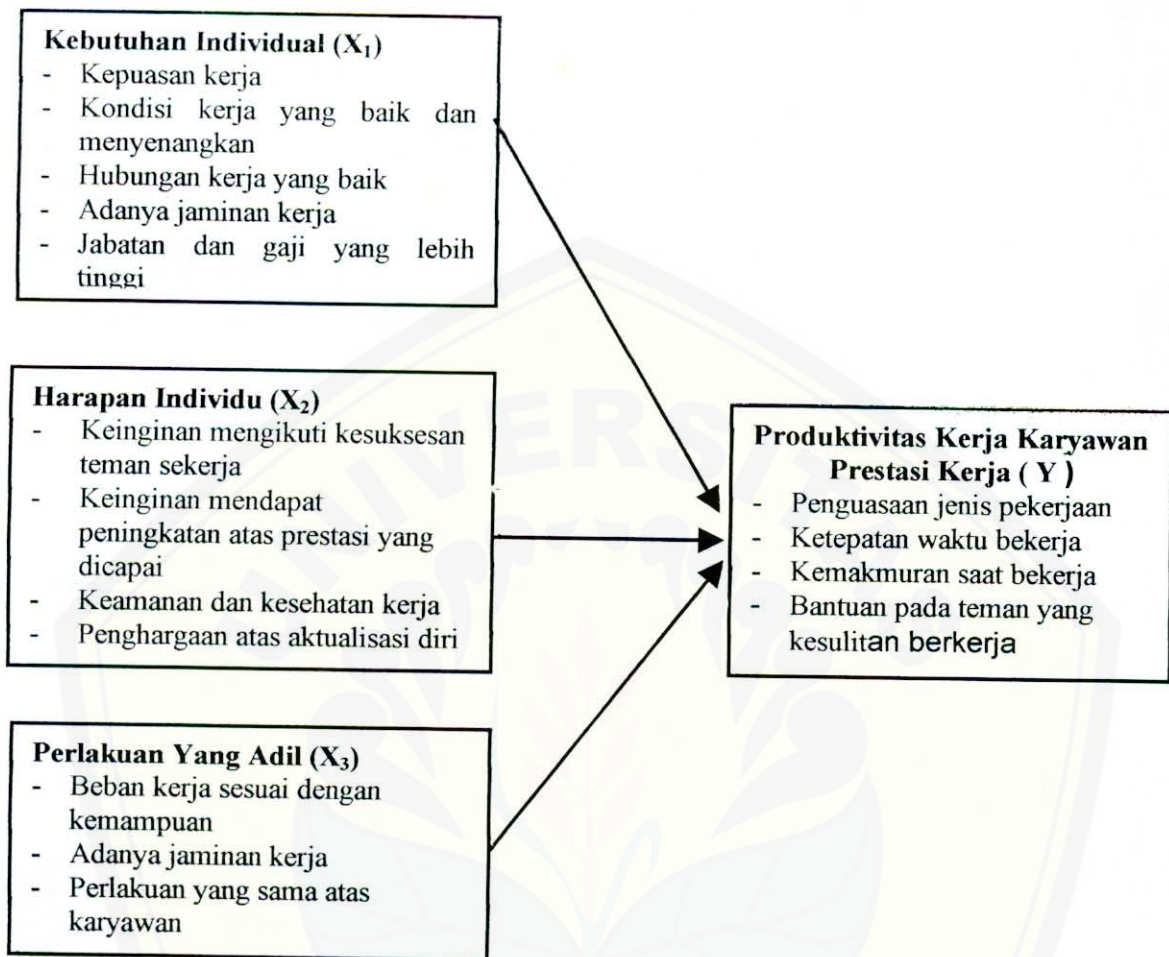 Kebutuhan Individual (X₁)
- Kepuasan kerja
- Kondisi kerja yang baik dan
menyenangkan
- Hubungan kerja yang baik
- Adanya jaminan kerja
- Jabatan dan gaji yang lebih
tinggi
Harapan Individu (X₂)
- Keinginan mengikuti kesuksesan
teman sekerja
- Keinginan mendapat
peningkatan atas prestasi yang
dicapai
- Keamanan dan kesehatan kerja
- Penghargaan atas aktualisasi diri
Perlakuan Yang Adil (X₃)
- Beban kerja sesuai dengan
kemampuan
- Adanya jaminan kerja
- Perlakuan yang sama atas
karyawan
Produktivitas Kerja Karyawan
Prestasi Kerja ( Y )
- Penguasaan jenis pekerjaan
- Ketepatan waktu bekerja
- Kemakmuran saat bekerja
- Bantuan pada teman yang
kesulitan berkerja
UNIVERSITAS